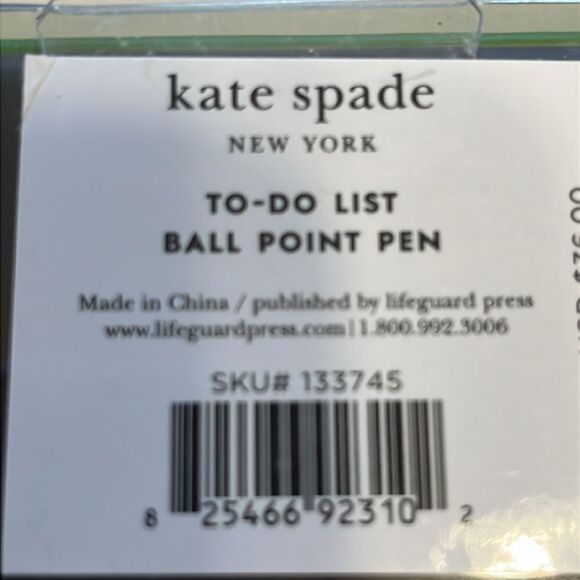 kate spade
NEW YORK
TO-DO LIST
BALL POINT PEN
Made in China / published by lifeguard press
www.lifeguardpress.com | 1.800.992.3006
SKU# 133745
8 25466 92310 2